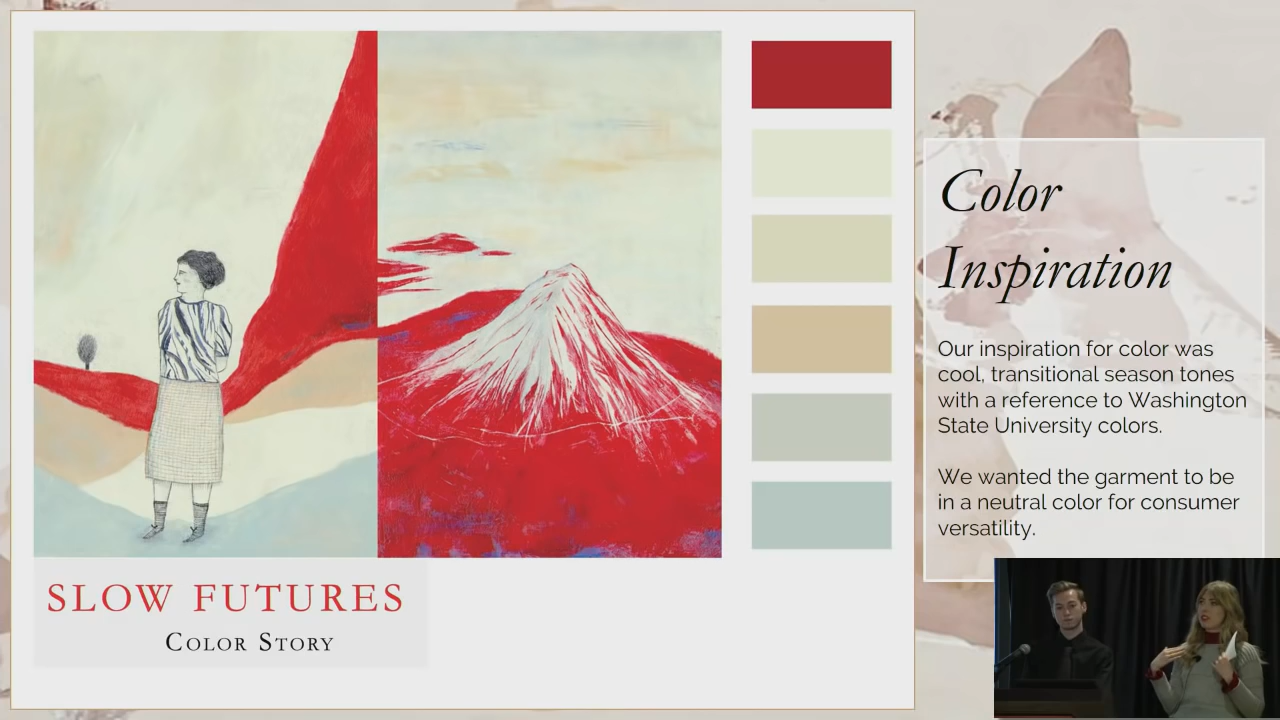 SLOW FUTURES
COLOR STORY
Color
Inspiration
Our inspiration for color was
cool, transitional season tones
with a reference to Washington
State University colors.
We wanted the garment to be
in a neutral color for consumer
versatility.